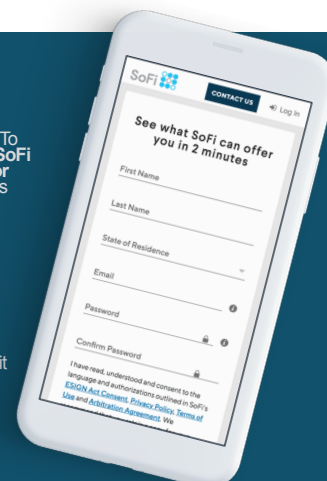 To
SoFi
or
s
it
SoFi
CONTACT US
Log In
See what SoFi can offer
you in 2 minutes
First Name
Last Name
State of Residence
Email
Password
Confirm Password
I have read, understood and consent to the
language and authorizations outlined in SoFi's
ESIGN Act Consent, Privacy Policy, Terms of
Use and Arbitration Agreement. We